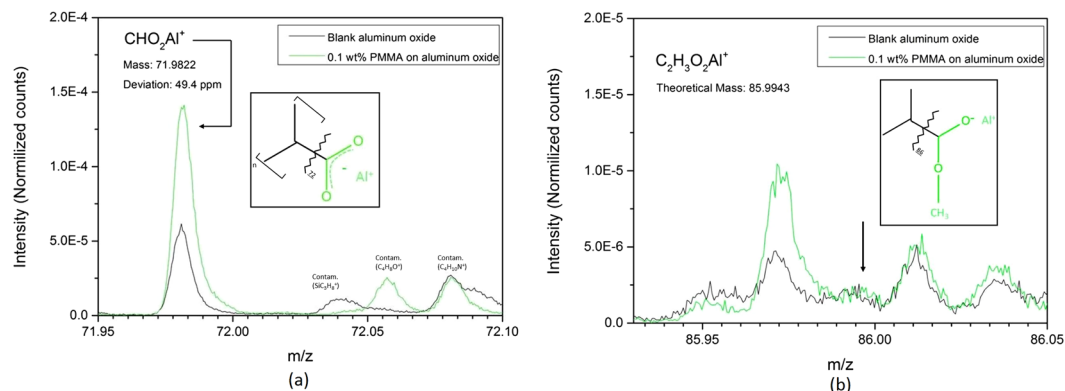 2.0E-4
1.5E-4
1.0E-4
5.0E-5
0.0
Intensity (Normilized counts)
CHO₂Al⁺
Mass: 71.9822
Deviation: 49.4 ppm
Blank aluminum oxide
0.1 wt% PMMA on aluminum oxide
n
72
O
O
-
Al⁺
Contam.
(SiC₃H₈⁺)
Contam.
(C₄H₈O⁺)
Contam.
(C₄H₁₀N⁺)
71.95
72.00
72.05
72.10
m/z
(a)
2.0E-5
1.5E-5
1.0E-5
5.0E-6
0.0
Intensity (Normilized counts)
C₂H₃O₂Al⁺
Theoretical Mass: 85.9943
Blank aluminum oxide
0.1 wt% PMMA on aluminum oxide
86
O⁻
Al⁺
O
CH₃
85.95
86.00
86.05
m/z
(b)